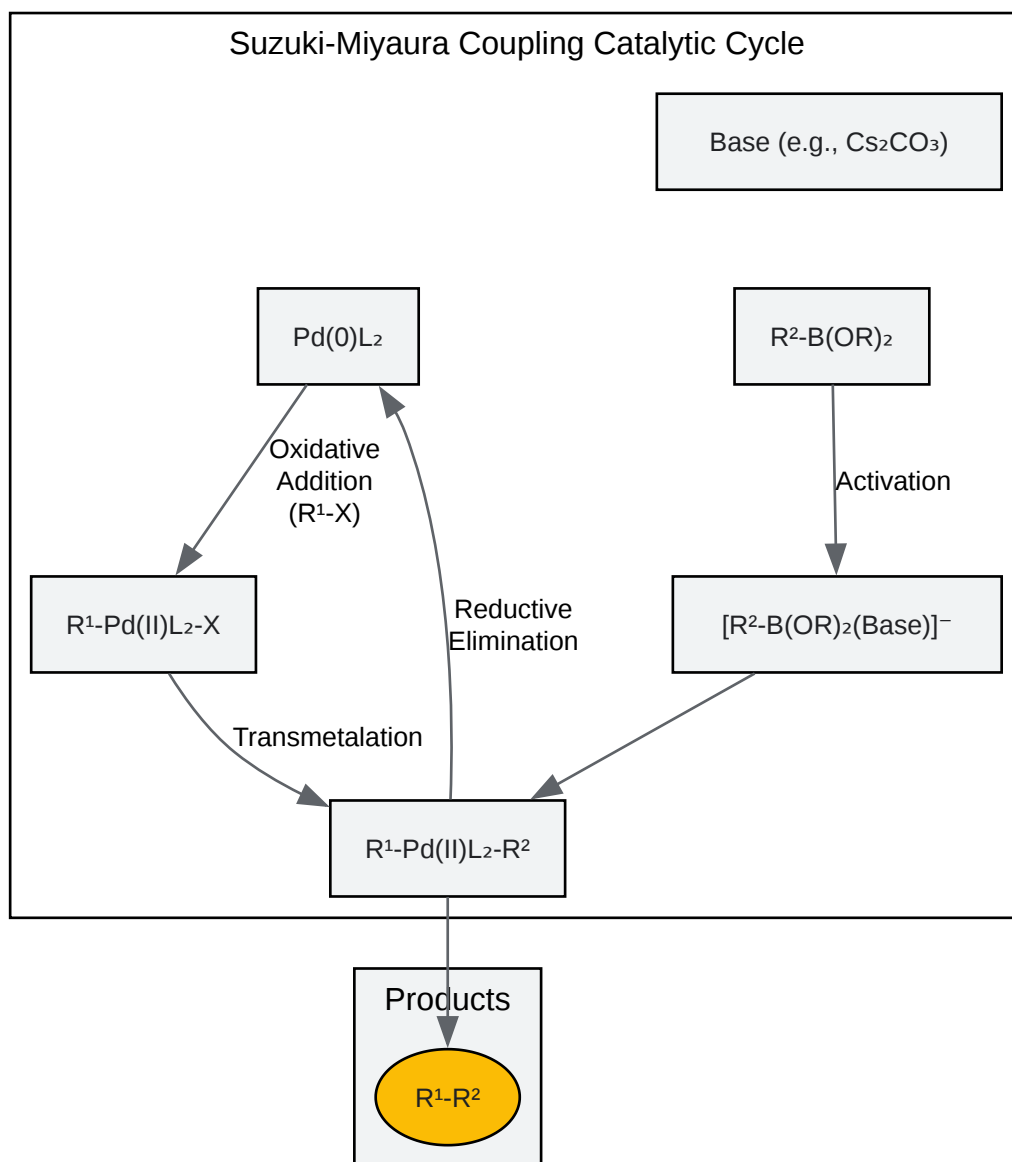 Suzuki-Miyaura Coupling Catalytic Cycle
Base (e.g., Cs₂CO₃)
Pd(0)L₂
R²-B(OR)₂
Oxidative
Addition
(R¹-X)
Activation
R¹-Pd(II)L₂-X
Reductive
Elimination
[R²-B(OR)₂(Base)]⁻
Transmetalation
R¹-Pd(II)L₂-R²
Products
R¹-R²